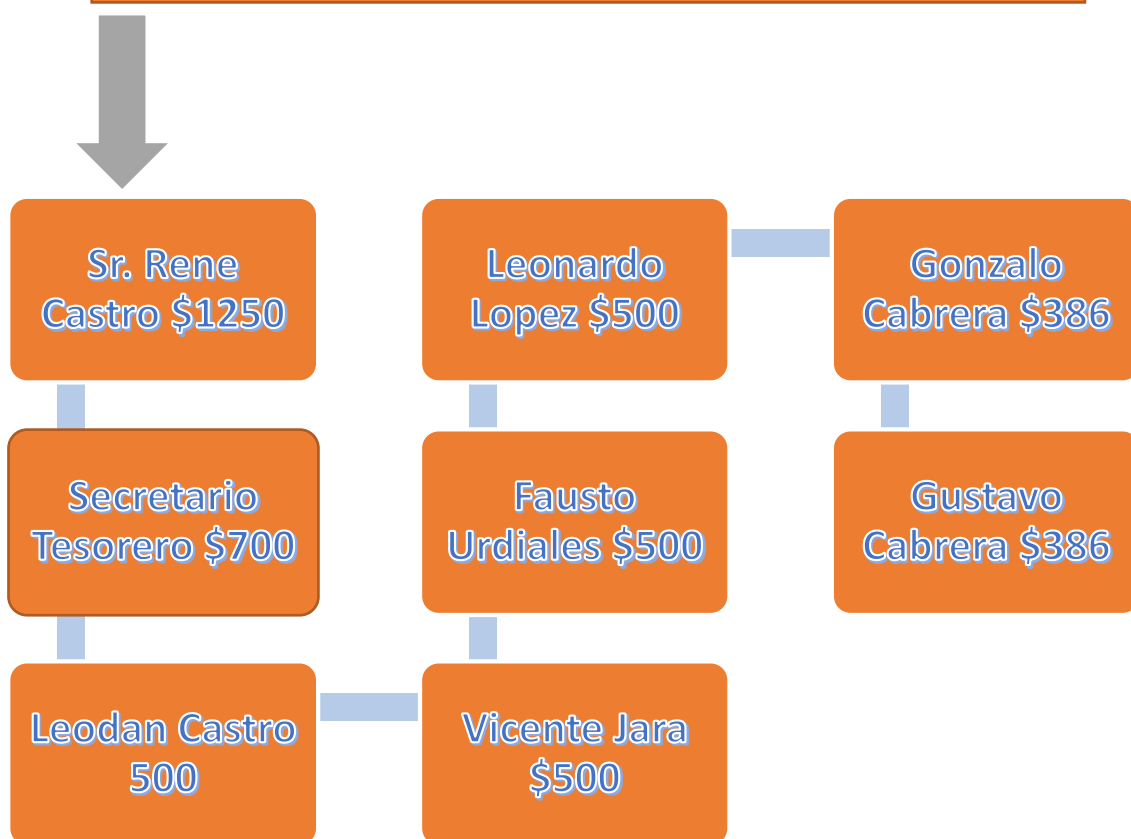 Sr. Rene
Castro $1250
Secretario
Tesorero $700
Leodan Castro
500
Vicente Jara
$500
Fausto
Urdiales $500
Leonardo
Lopez $500
Gonzalo
Cabrera $386
Gustavo
Cabrera $386